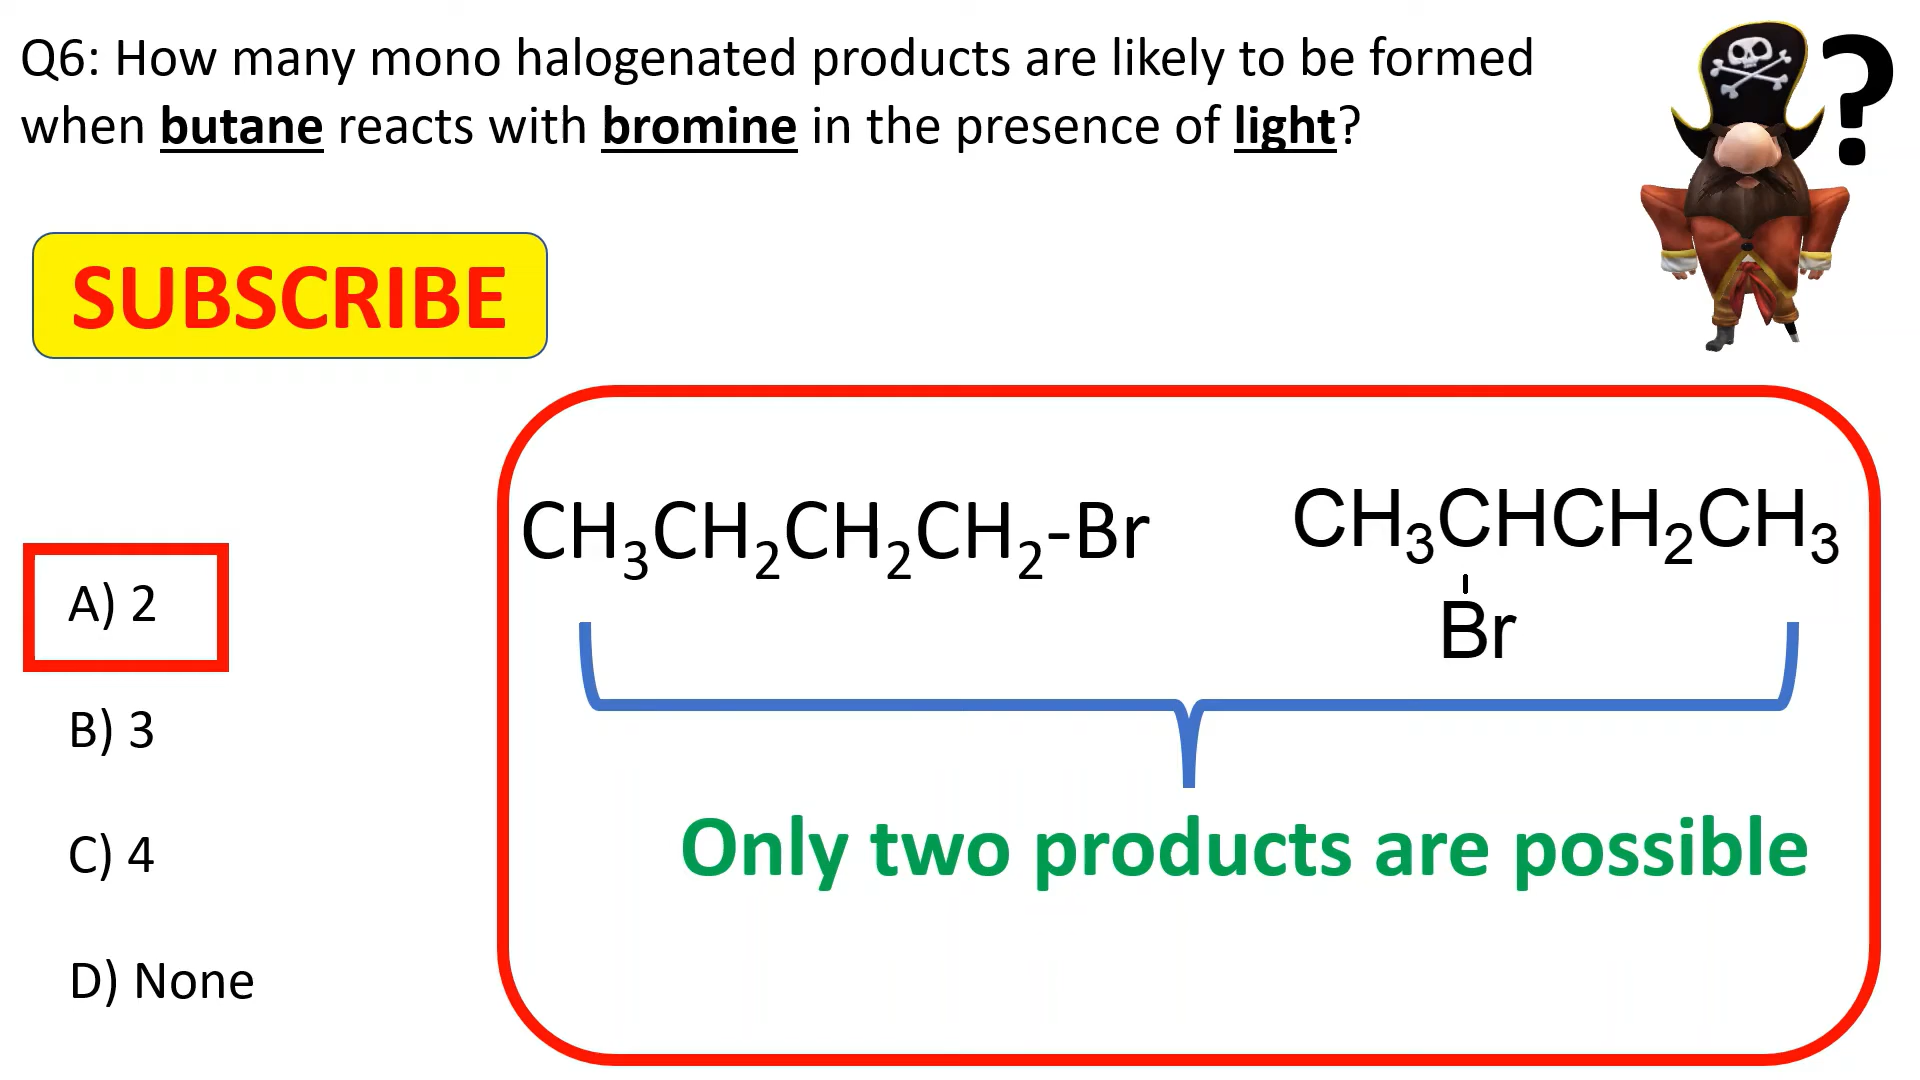 Q6: How many mono halogenated products are likely to be formed
when butane reacts with bromine in the presence of light?
?
SUBSCRIBE
CH₃CH₂CH₂CH₂-Br
CH₃CHCH₂CH₃
Br
A) 2
B) 3
Only two products are possible
C) 4
D) None